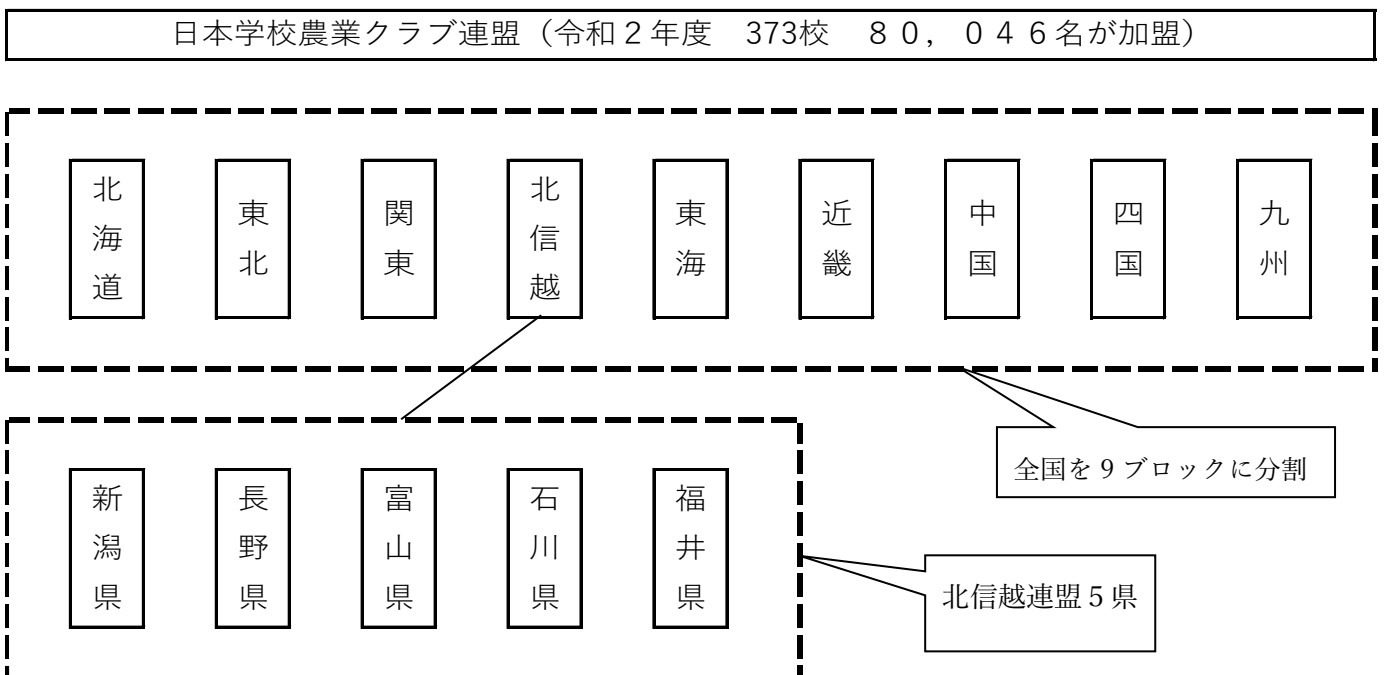 日本学校農業クラブ連盟（令和２年度　373校　８０，０４６名が加盟）
北海道
東北
関東
北信越
東海
近畿
中国
四国
九州
全国を９ブロックに分割
新潟県
長野県
富山県
石川県
福井県
北信越連盟５県